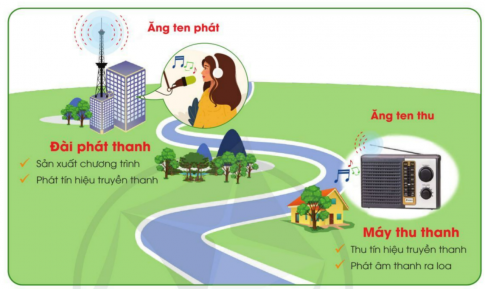 Ăng ten phát
Đài phát thanh
Sản xuất chương trình
Phát tín hiệu truyền thanh
Ăng ten thu
Máy thu thanh
Thu tín hiệu truyền thanh
Phát âm thanh ra loa